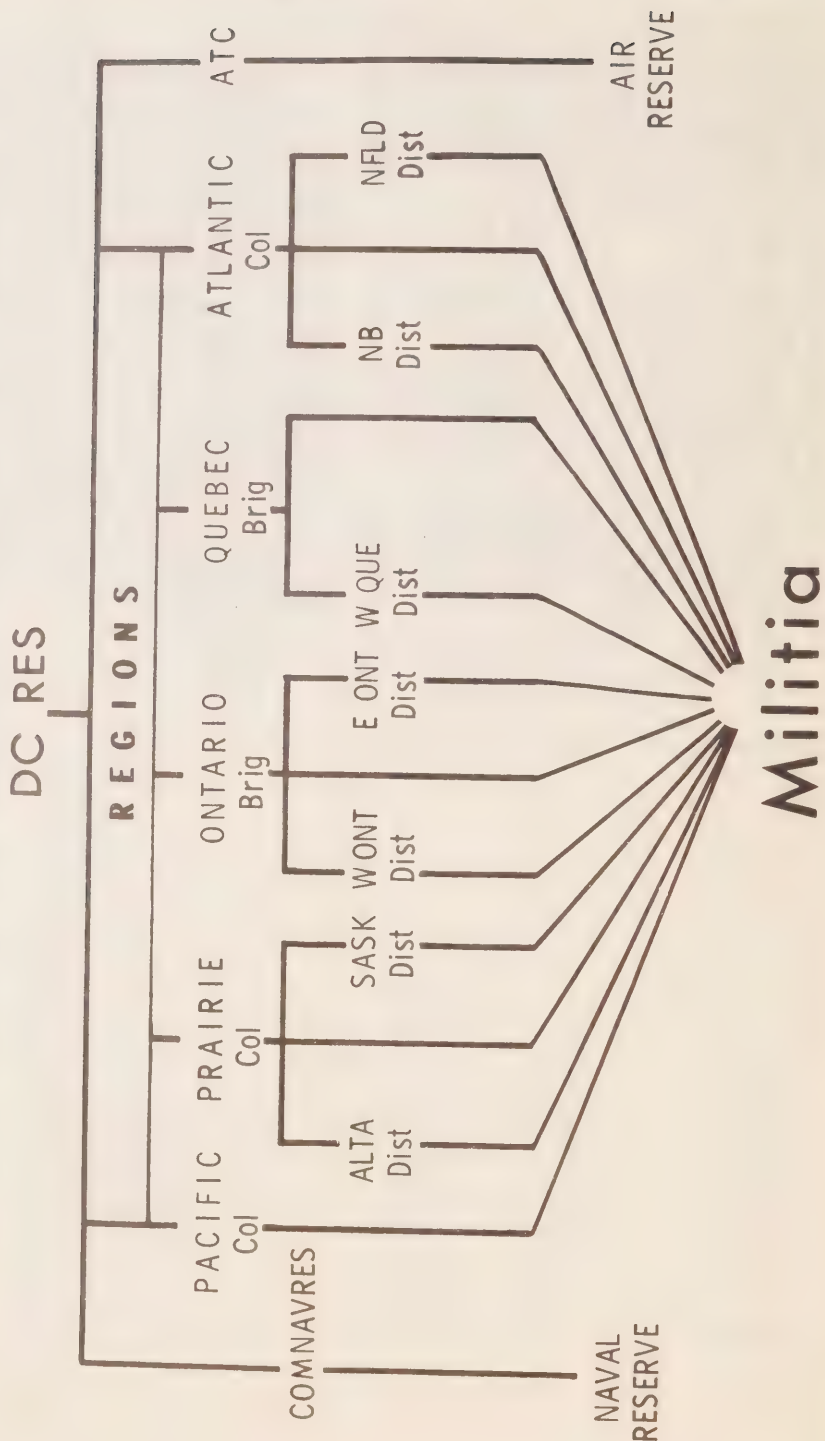 DC RES
REGIONS
PACIFIC
Col
PRAIRIE
Col
ONTARIO
Brig
QUEBEC
Brig
ATLANTIC
Col
ATC
COMNAVRES
ALTA
Dist
SASK
Dist
WONT
Dist
E ONT
Dist
W QUE
Dist
NB
Dist
NFLD
Dist
NAVAL
RESERVE
AIR
RESERVE
Militia